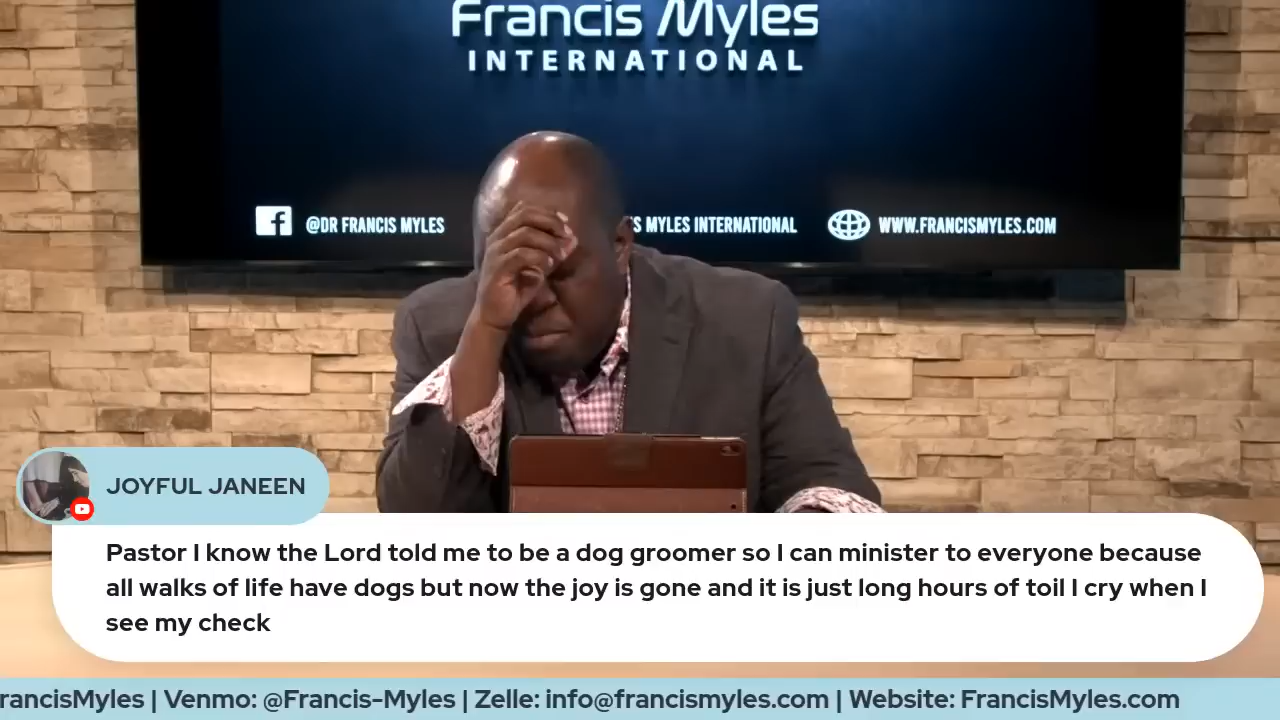 Francis Myles
INTERNATIONAL
@DR FRANCIS MYLES
MYLES INTERNATIONAL
WWW.FRANCISMYLES.COM
JOYFUL JANEEN
Pastor I know the Lord told me to be a dog groomer so I can minister to everyone because
all walks of life have dogs but now the joy is gone and it is just long hours of toil I cry when I
see my check
| Venmo: @Francis-Myles | Zelle: info@francismyles.com | Website: FrancisMyles.com